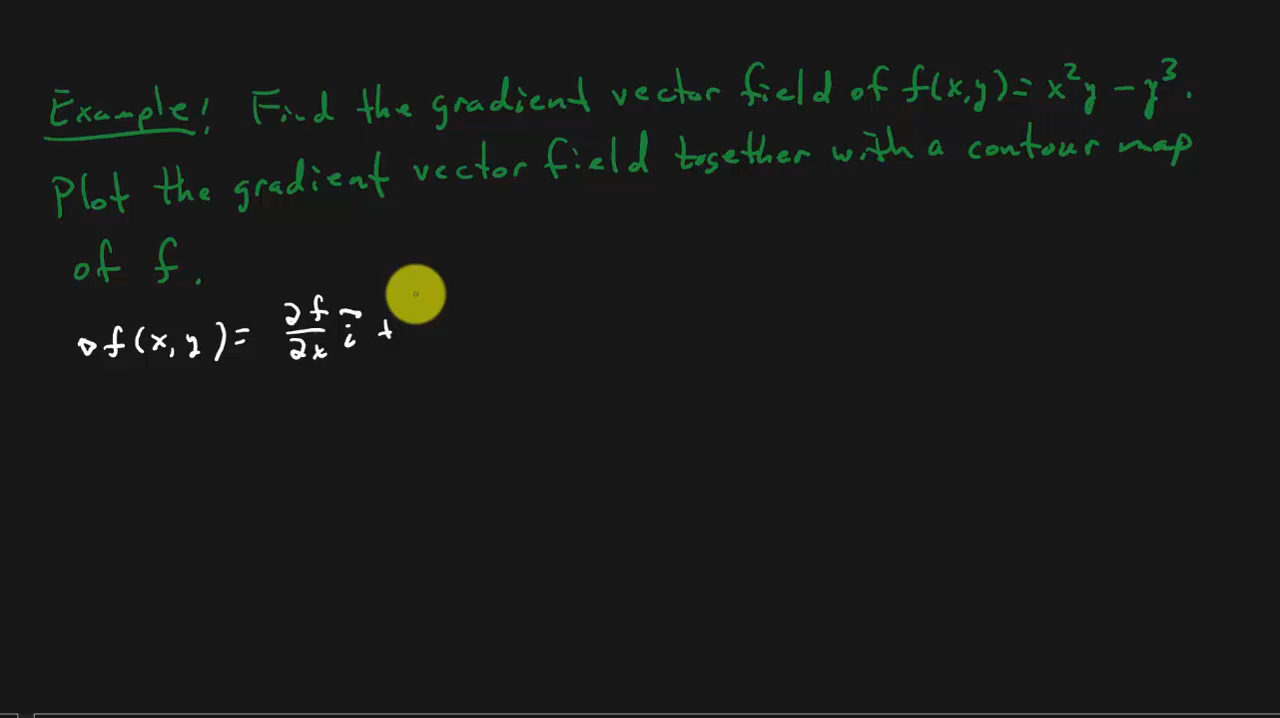 Example! Find the gradient vector field of f(x,y)= x²y - y³.
Plot the gradient vector field together with a contour map
of f.
∇f(x,y)= ∂f/∂x i⃗ +